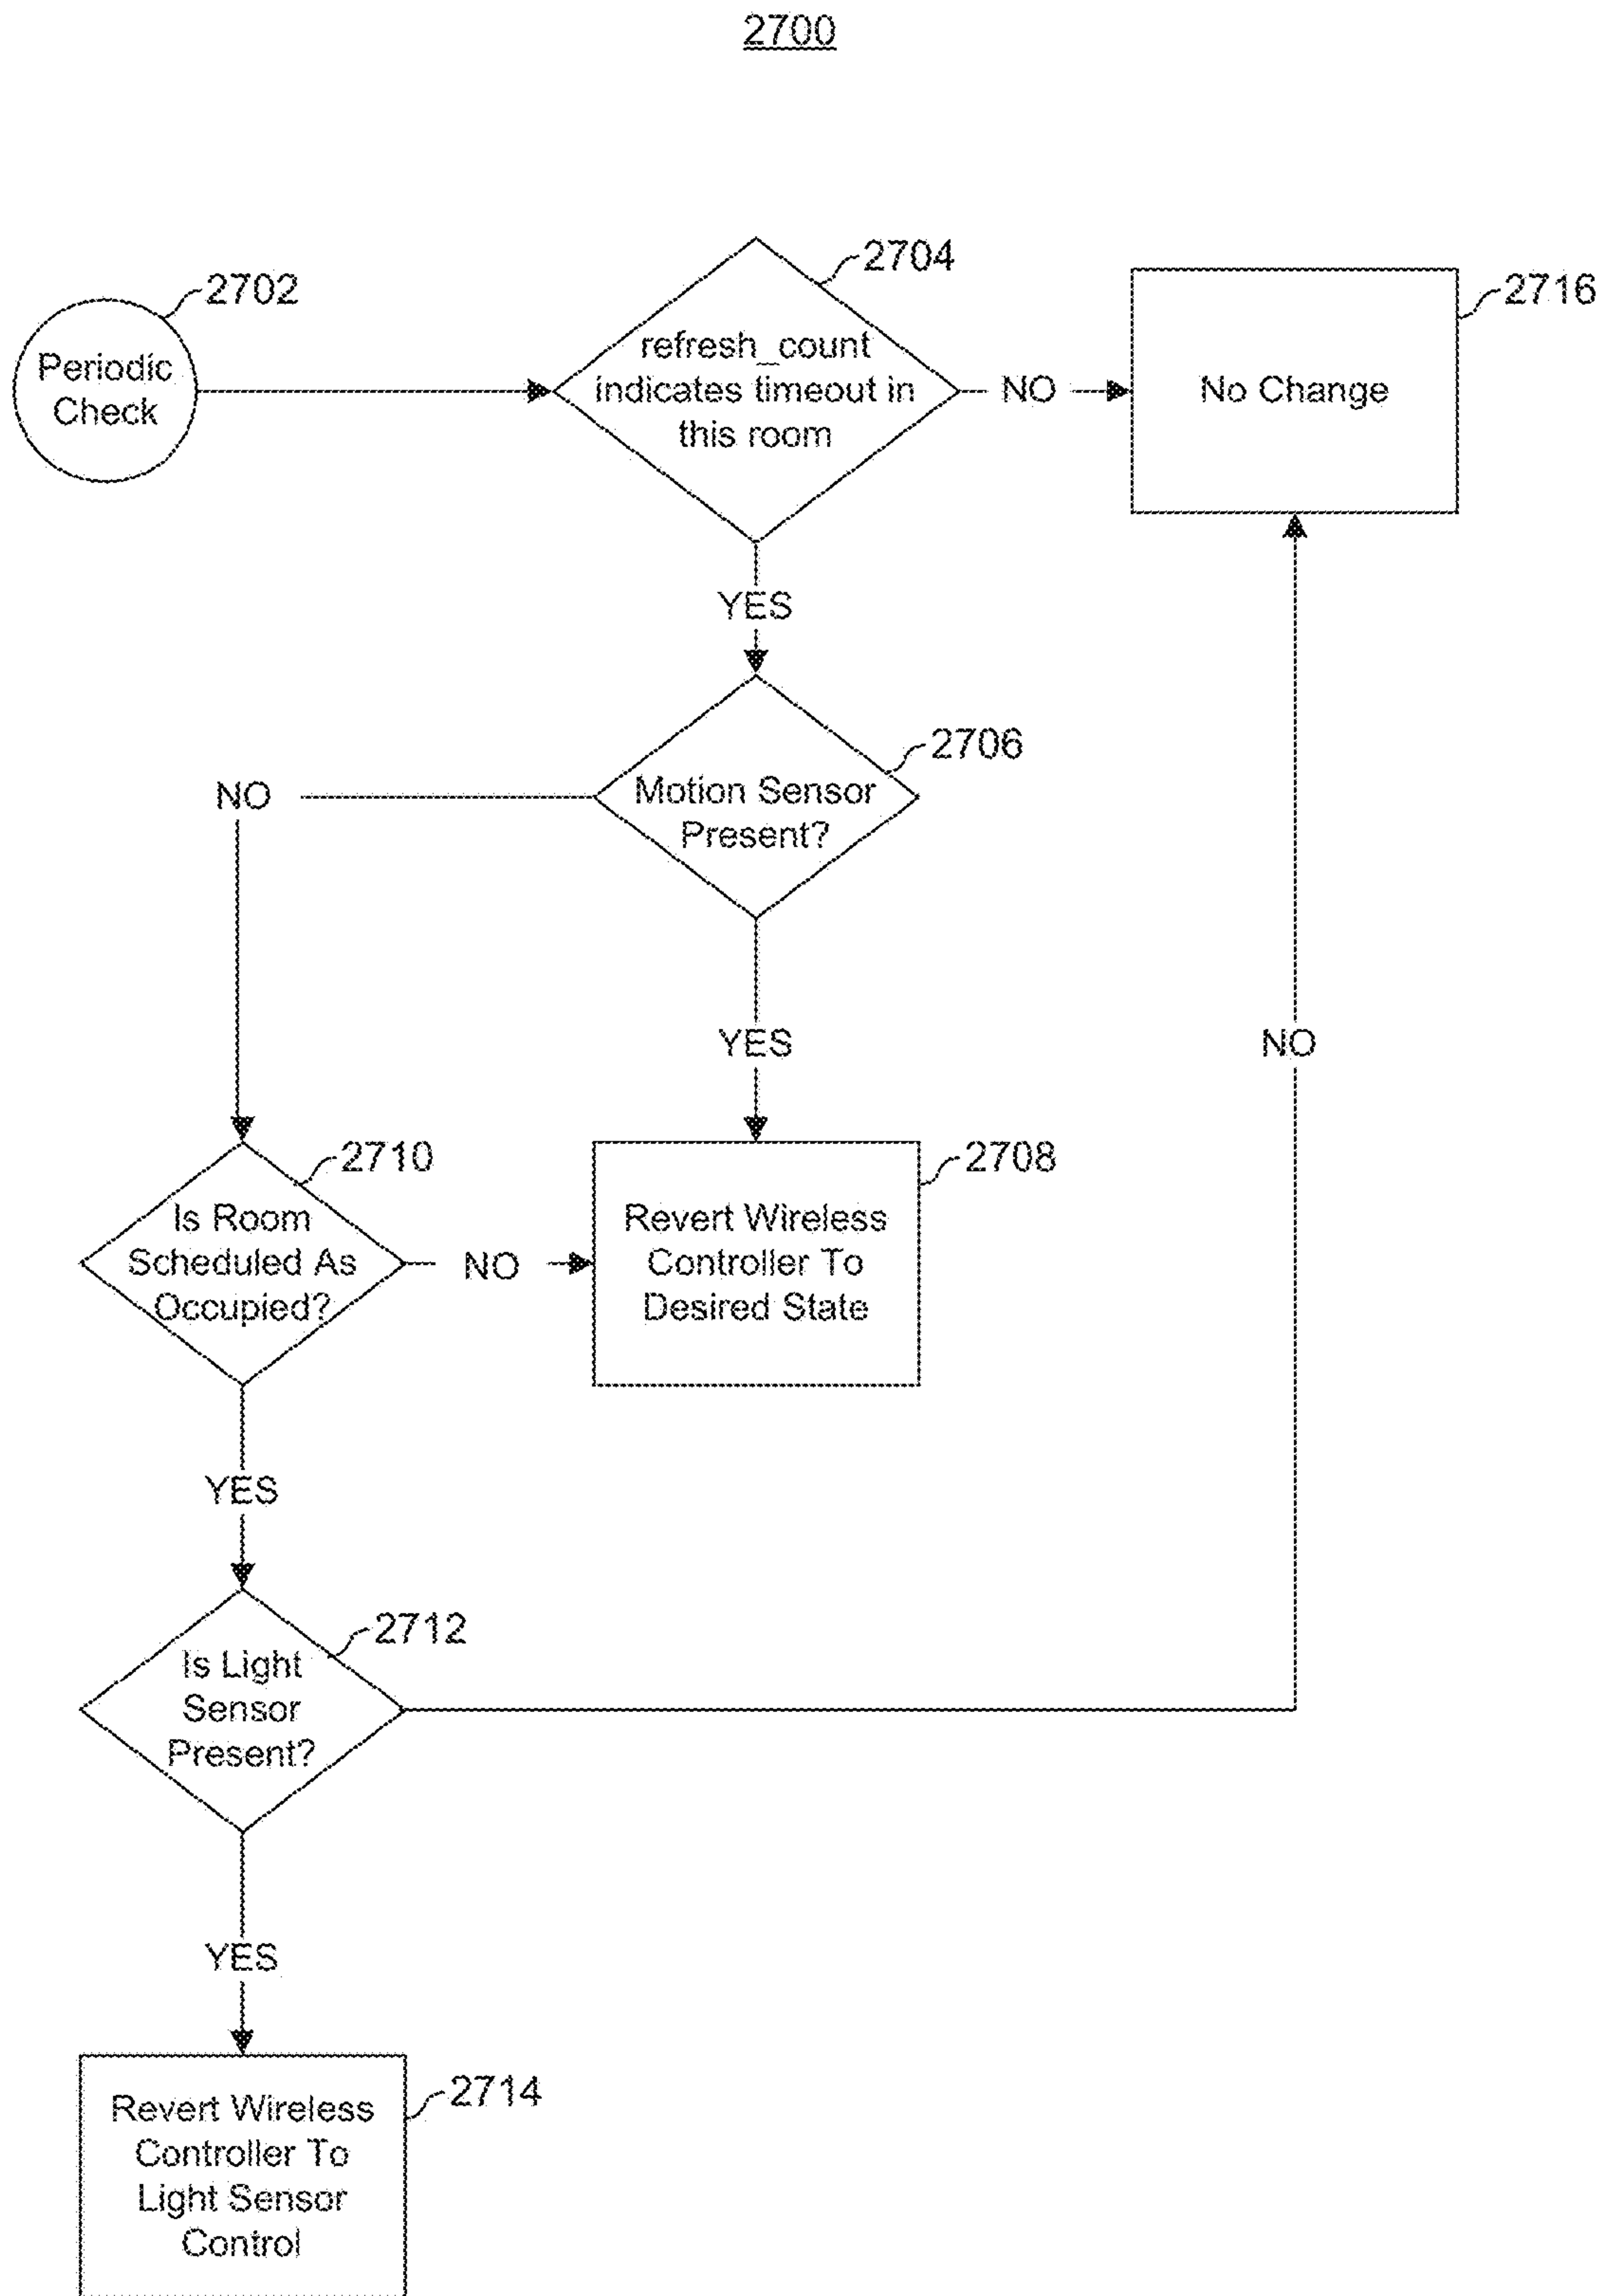 2700
2702
Periodic
Check
2704
refresh_count
indicates timeout in
this room
NO
2716
No Change
YES
2706
Motion Sensor
Present?
NO
YES
NO
2710
Is Room
Scheduled As
Occupied?
NO
2708
Revert Wireless
Controller To
Desired State
YES
2712
Is Light
Sensor
Present?
YES
2714
Revert Wireless
Controller To
Light Sensor
Control